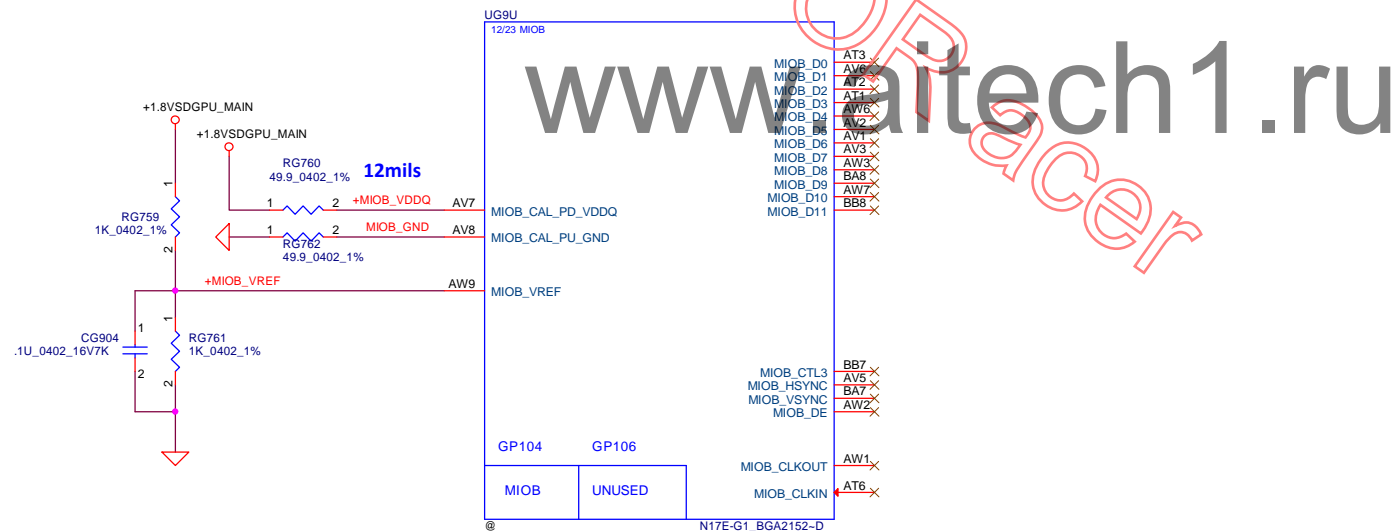 UG9U
12/23 MIOB
www.aitech1.ru
OR acer
+1.8VSDGPU_MAIN
+1.8VSDGPU_MAIN
RG760
49.9_0402_1%
12mils
1
2
+MIOB_VDDQ
AV7
MIOB_CAL_PD_VDDQ
1
RG759
1K_0402_1%
2
1
2
MIOB_GND
AV8
MIOB_CAL_PU_GND
RG762
49.9_0402_1%
+MIOB_VREF
AW9
MIOB_VREF
1
CG904
.1U_0402_16V7K
2
1
RG761
1K_0402_1%
2
MIOB_D0
AT3
MIOB_D1
AV6
MIOB_D2
AT2
MIOB_D3
AT1
MIOB_D4
AW6
MIOB_D5
AV2
MIOB_D6
AV1
MIOB_D7
AV3
MIOB_D8
AW3
MIOB_D9
BA8
MIOB_D10
AW7
MIOB_D11
BB8
MIOB_CTL3
BB7
MIOB_HSYNC
AV5
MIOB_VSYNC
BA7
MIOB_DE
AW2
MIOB_CLKOUT
AW1
MIOB_CLKIN
AT6
GP104
GP106
MIOB
UNUSED
@
N17E-G1_BGA2152~D